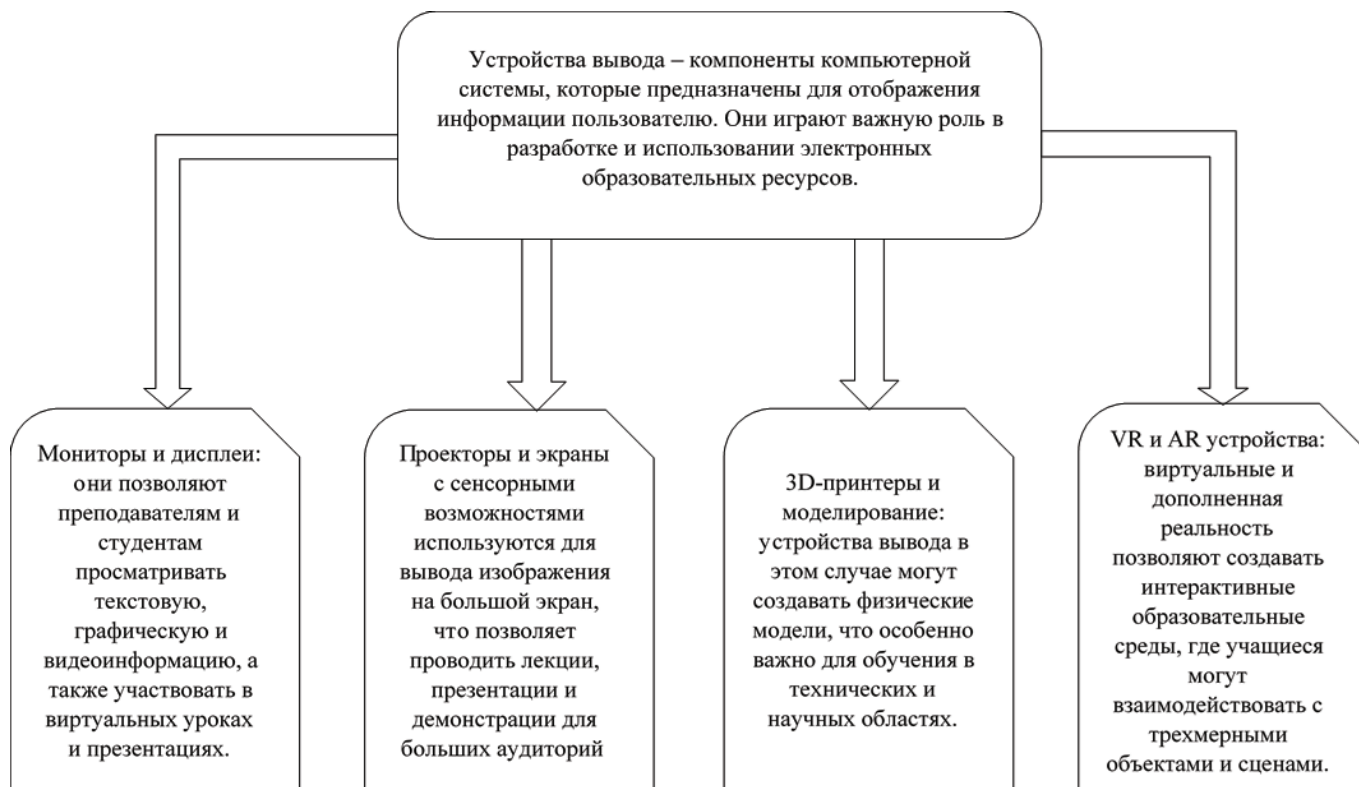 Устройства вывода – компоненты компьютерной
системы, которые предназначены для отображения
информации пользователю. Они играют важную роль в
разработке и использовании электронных
образовательных ресурсов.
Мониторы и дисплеи:
они позволяют
преподавателям и
студентам
просматривать
текстовую,
графическую и
видеоинформацию, а
также участвовать в
виртуальных уроках
и презентациях.
Проекторы и экраны
с сенсорными
возможностями
используются для
вывода изображения
на большой экран,
что позволяет
проводить лекции,
презентации и
демонстрации для
больших аудиторий
3D-принтеры и
моделирование:
устройства вывода в
этом случае могут
создавать физические
модели, что особенно
важно для обучения в
технических и
научных областях.
VR и AR устройства:
виртуальные и
дополненная
реальность
позволяют создавать
интерактивные
образовательные
среды, где учащиеся
могут
взаимодействовать с
трехмерными
объектами и сценами.